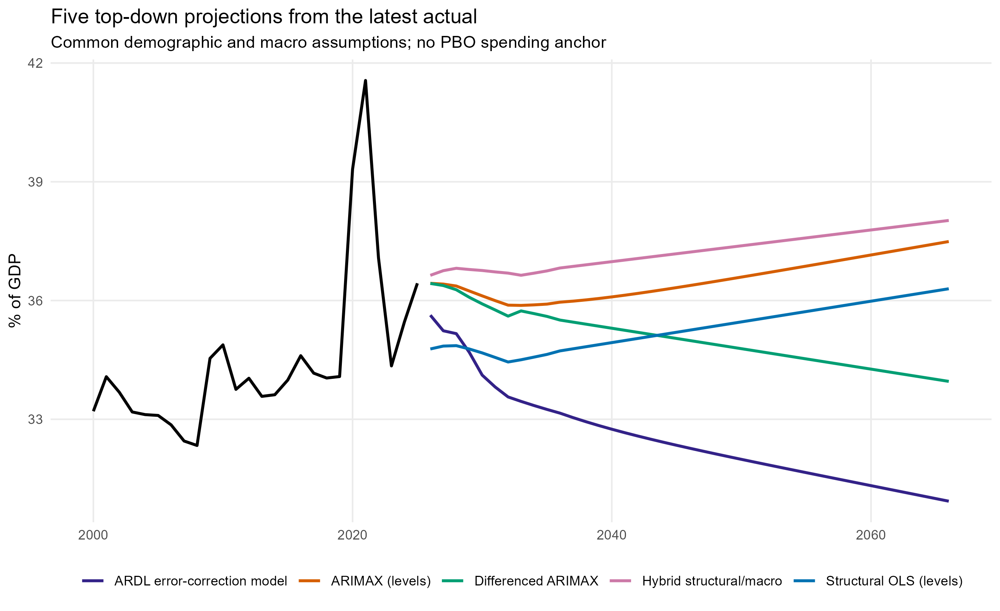 Five top-down projections from the latest actual
Common demographic and macro assumptions; no PBO spending anchor
% of GDP
42
39
36
33
2000 2020 2040 2060
ARDL error-correction model ARIMAX (levels) Differenced ARIMAX Hybrid structural/macro Structural OLS (levels)